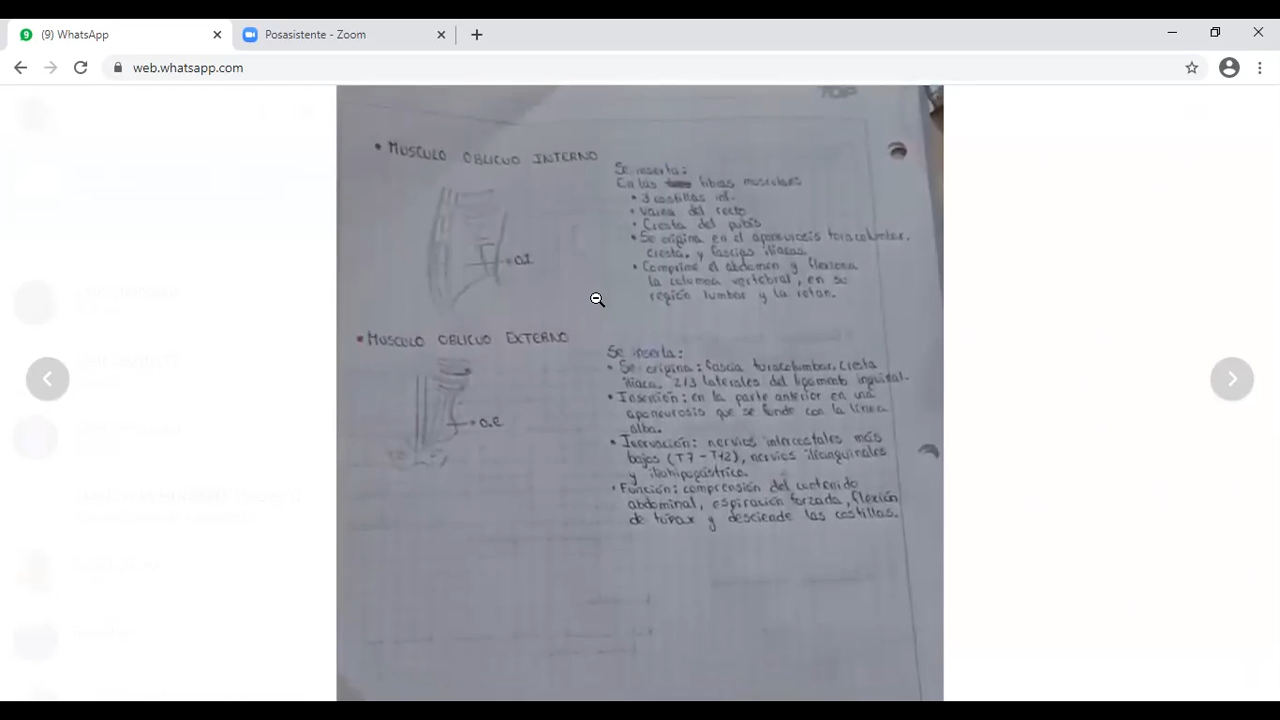 (9) WhatsApp
Posasistente - Zoom
web.whatsapp.com
TOP
• MUSCULO OBLICUO INTERNO
Se inserta:
En las fibras musculares
• 3 costillas inf.
• Vaina del recto
• Cresta del pubis
• Se origina en el aponeurosis toracolumbar.
cresta. y fascias iliacas.
• Comprime el abdomen y flexiona
la columna vertebral, en su
región lumbar y la rotan.
• O.I
• MUSCULO OBLICUO EXTERNO
Se inserta:
• Se origina: fascia toracolumbar, cresta
iliaca, 2/3 laterales del ligamento inguinal.
• Inserción: en la parte anterior en una
aponeurosis que se funde con la línea
alba.
• Inervación: nervios intercostales más
bajos (T7 - T12), nervios
y
• Función: comprensión del contenido
abdominal, espiración forzada, flexión
de torax y desciende las costillas.
• O.E